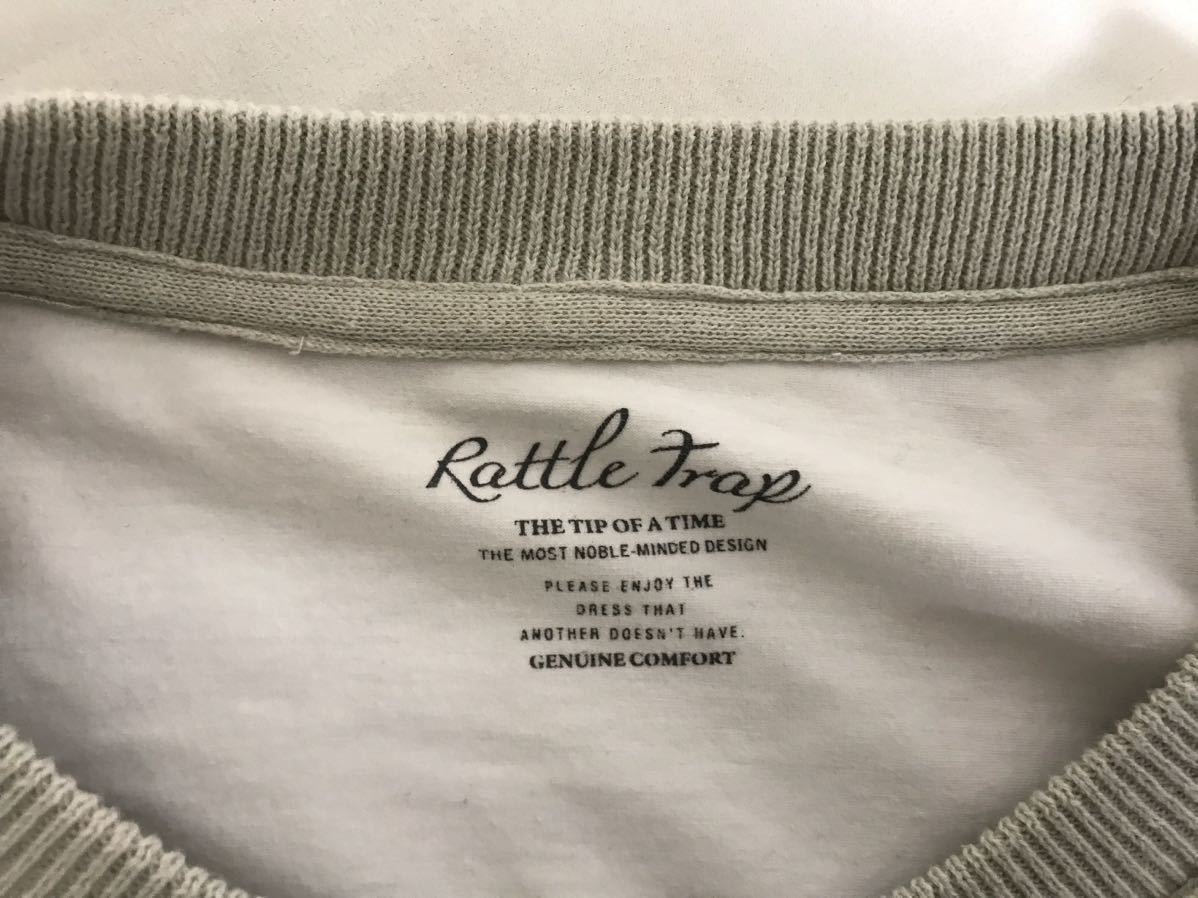 Rattle Trap
THE TIP OF A TIME
THE MOST NOBLE-MINDED DESIGN
PLEASE ENJOY THE
DRESS THAT
ANOTHER DOESN'T HAVE.
GENUINE COMFORT